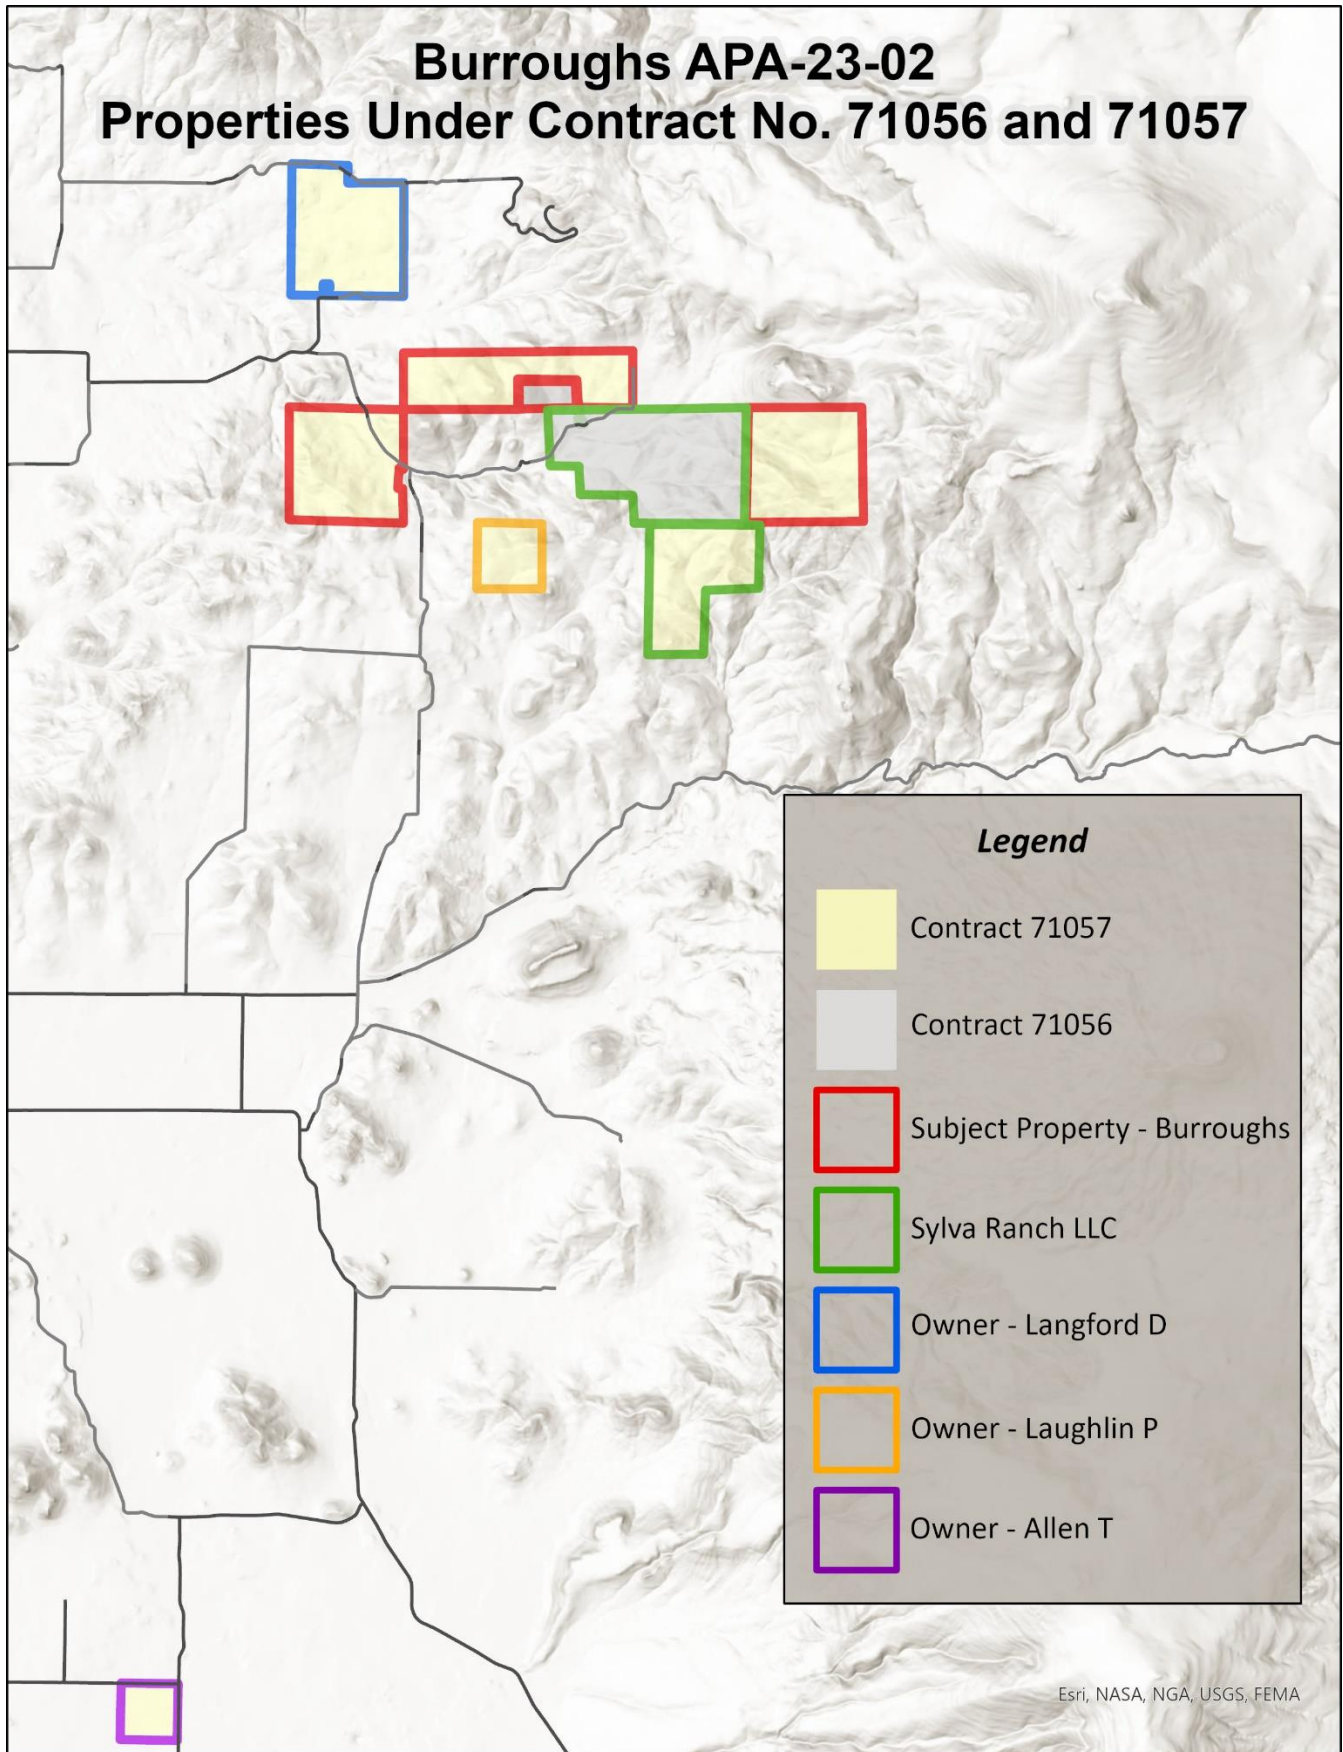 Burroughs APA-23-02
Properties Under Contract No. 71056 and 71057
Legend
Contract 71057
Contract 71056
Subject Property - Burroughs
Sylva Ranch LLC
Owner - Langford D
Owner - Laughlin P
Owner - Allen T
Esri, NASA, NGA, USGS, FEMA